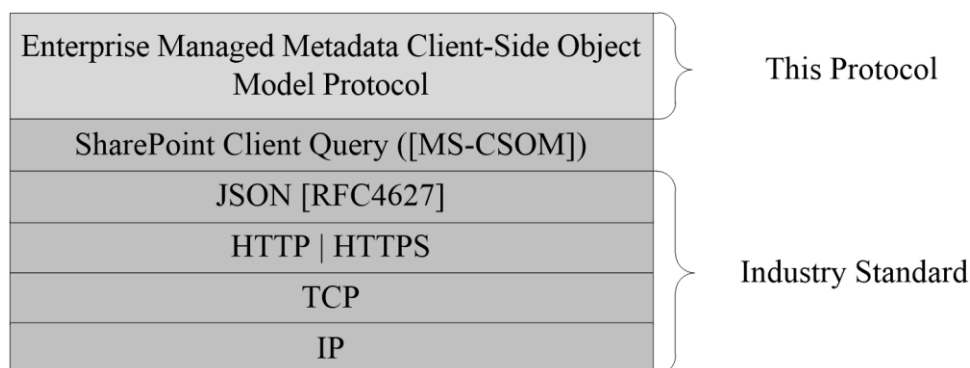 Enterprise Managed Metadata Client-Side Object
Model Protocol
This Protocol
SharePoint Client Query ([MS-CSOM])
JSON [RFC4627]
HTTP | HTTPS
Industry Standard
TCP
IP